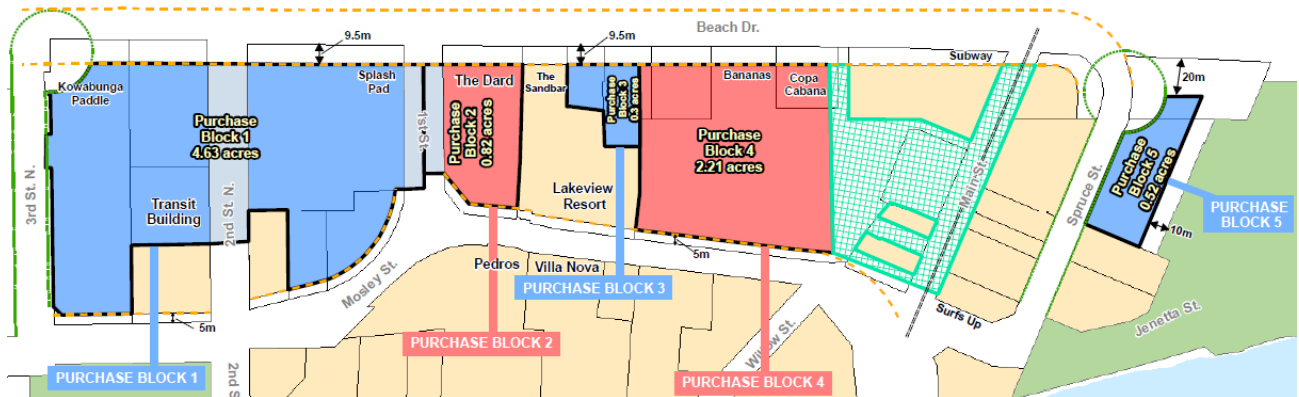 Beach Dr.
9.5m
9.5m
Subway
20m
Kowabunga
Paddle
Splash
Pad
The Dard
The
Sandbar
Bananas
Copa
Cabana
Purchase
Block 1
4.63 acres
Purchase
Block 2
0.82 acres
Purchase
Block 3
0.3 acres
Purchase
Block 4
2.21 acres
Purchase
Block 5
0.52 acres
1st St.
3rd St. N.
2nd St. N.
Transit
Building
Lakeview
Resort
Main St.
Spruce St.
PURCHASE
BLOCK 5
10m
5m
Mosley St.
Pedros
Villa Nova
PURCHASE BLOCK 3
Surfs Up
Jenetta St.
5m
Willow St.
PURCHASE BLOCK 2
PURCHASE BLOCK 1
PURCHASE BLOCK 4
2nd S